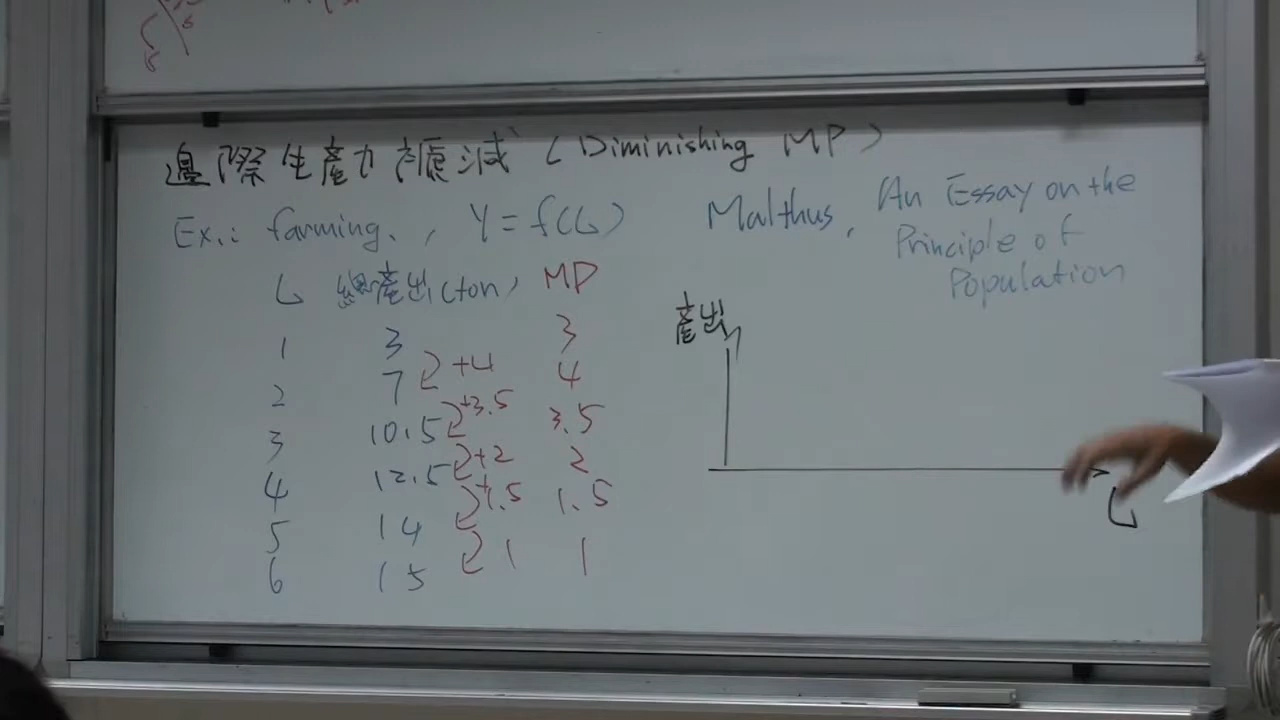 邊際生產力遞減 (Diminishing MP)
Ex.: farming, Y = f(L)
L 總產出(ton) MP
1 3 3
+4
2 7 4
+3.5
3 10.5 3.5
+2
4 12.5 2
+1.5
5 14 1.5
1
6 15 1
Malthus, An Essay on the
Principle of
Population
產出
L